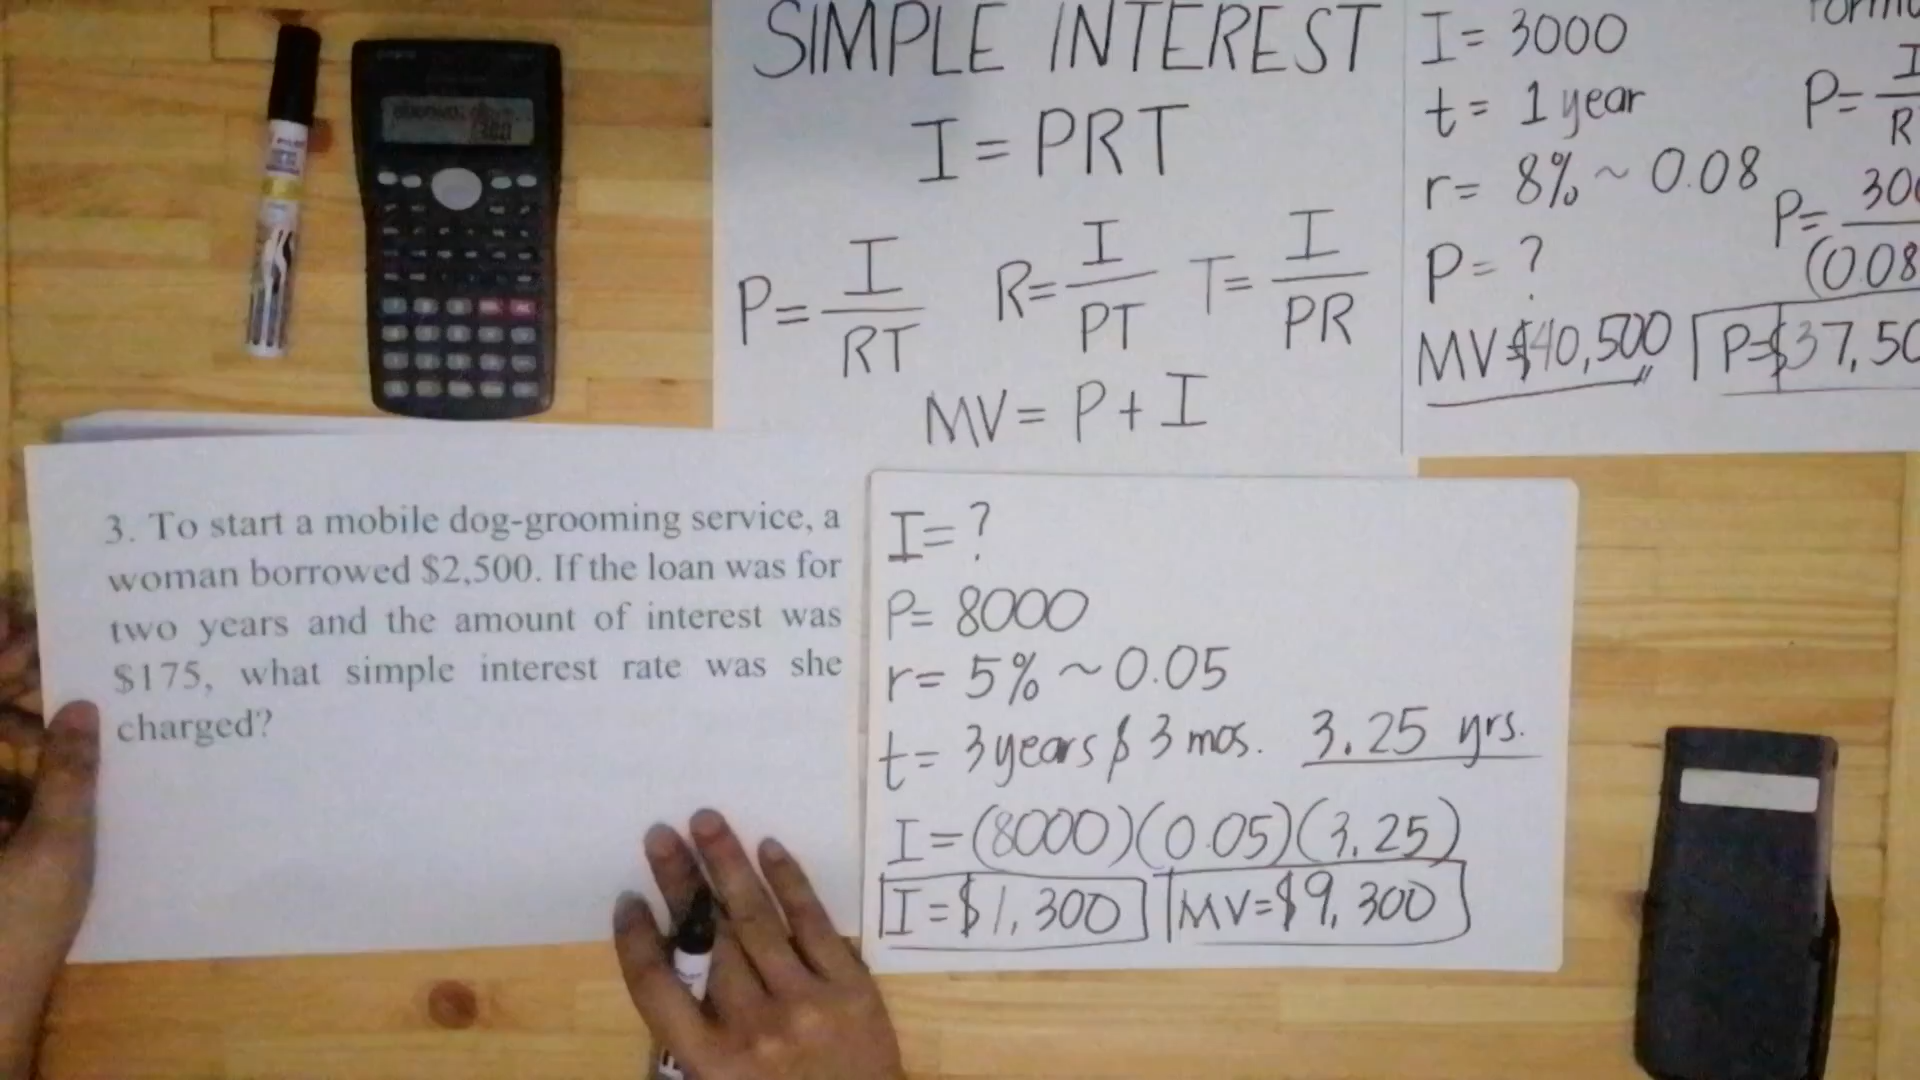 SIMPLE INTEREST
I = PRT
P = I/RT R = I/PT T = I/PR
MV = P + I
I = 3000
t = 1 year
r = 8% ~ 0.08
P = ?
MV $40,500
P= I/R
P= 300
(0.08
P=$37,50
3. To start a mobile dog-grooming service, a
woman borrowed $2,500. If the loan was for
two years and the amount of interest was
$175, what simple interest rate was she
charged?
I = ?
P = 8000
r = 5% ~ 0.05
t = 3 years $ 3 mos. 3.25 yrs.
I = (8000)(0.05)(3.25)
I = $1,300 MV=$9,300